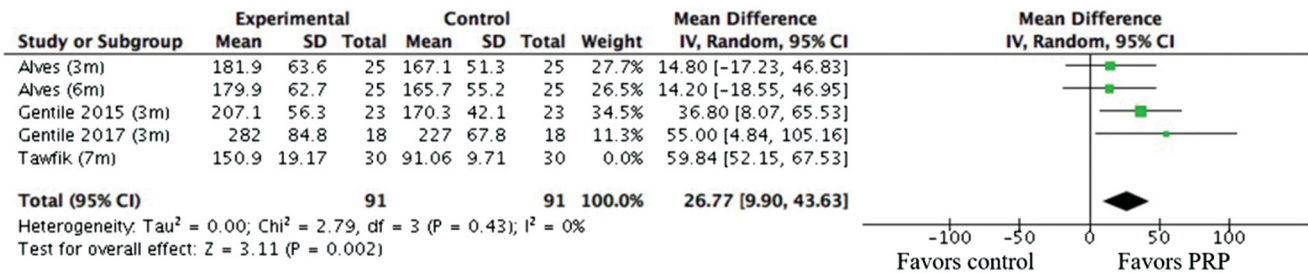 Experimental Control Mean Difference Mean Difference
Study or Subgroup Mean SD Total Mean SD Total Weight IV, Random, 95% CI IV, Random, 95% CI
Alves (3m) 181.9 63.6 25 167.1 51.3 25 27.7% 14.80 [-17.23, 46.83]
Alves (6m) 179.9 62.7 25 165.7 55.2 25 26.5% 14.20 [-18.55, 46.95]
Gentile 2015 (3m) 207.1 56.3 23 170.3 42.1 23 34.5% 36.80 [8.07, 65.53]
Gentile 2017 (3m) 282 84.8 18 227 67.8 18 11.3% 55.00 [4.84, 105.16]
Tawfik (7m) 150.9 19.17 30 91.06 9.71 30 0.0% 59.84 [52.15, 67.53]
Total (95% CI) 91 91 100.0% 26.77 [9.90, 43.63]
Heterogeneity: Tau² = 0.00; Chi² = 2.79, df = 3 (P = 0.43); I² = 0%
Test for overall effect: Z = 3.11 (P = 0.002)
-100 -50 0 50 100
Favors control Favors PRP